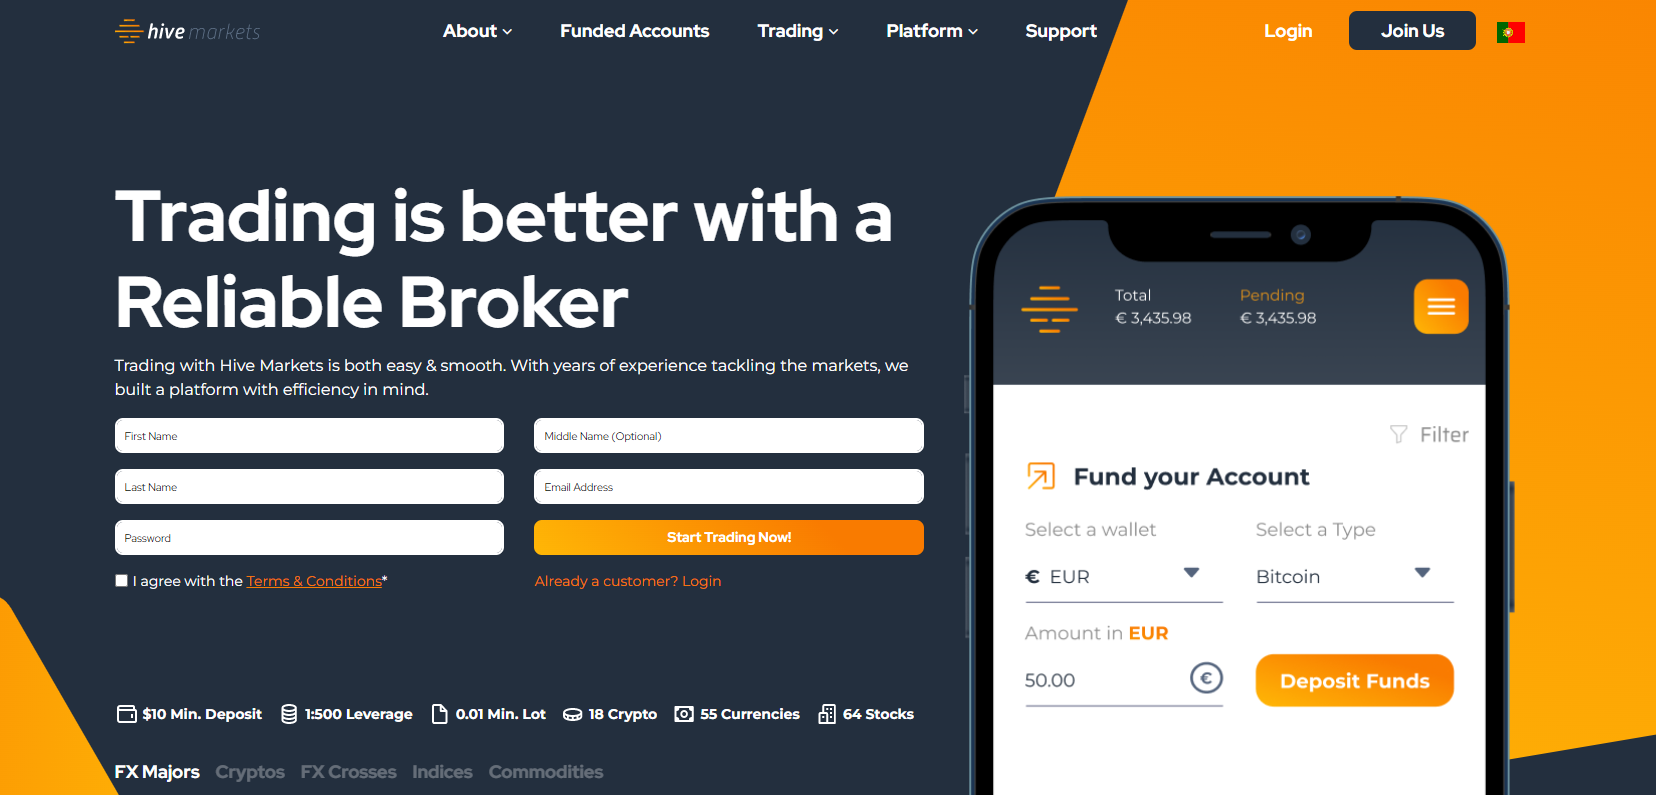 hive markets
About
Funded Accounts
Trading
Platform
Support
Login
Join Us
Trading is better with a
Reliable Broker
Trading with Hive Markets is both easy & smooth. With years of experience tackling the markets, we
built a platform with efficiency in mind.
First Name
Middle Name (Optional)
Last Name
Email Address
Password
Start Trading Now!
I agree with the Terms & Conditions*
Already a customer? Login
$10 Min. Deposit
1:500 Leverage
0.01 Min. Lot
18 Crypto
55 Currencies
64 Stocks
FX Majors
Cryptos
FX Crosses
Indices
Commodities
Total
€ 3,435.98
Pending
€ 3,435.98
Filter
Fund your Account
Select a wallet
Select a Type
€ EUR
Bitcoin
Amount in EUR
50.00
€
Deposit Funds